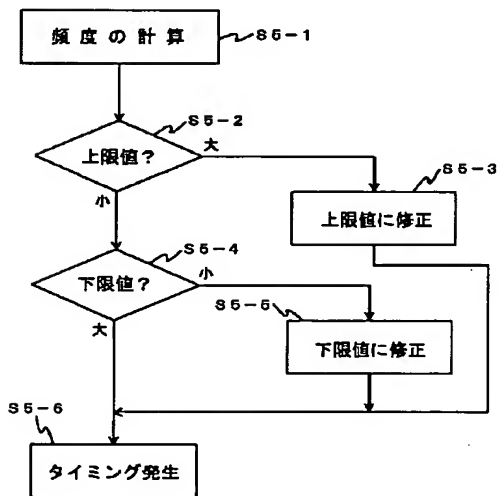 頻度の計算
S5-1
S5-2
上限値?
大
小
S5-3
上限値に修正
S5-4
下限値?
小
大
S5-5
下限値に修正
S5-6
タイミング発生